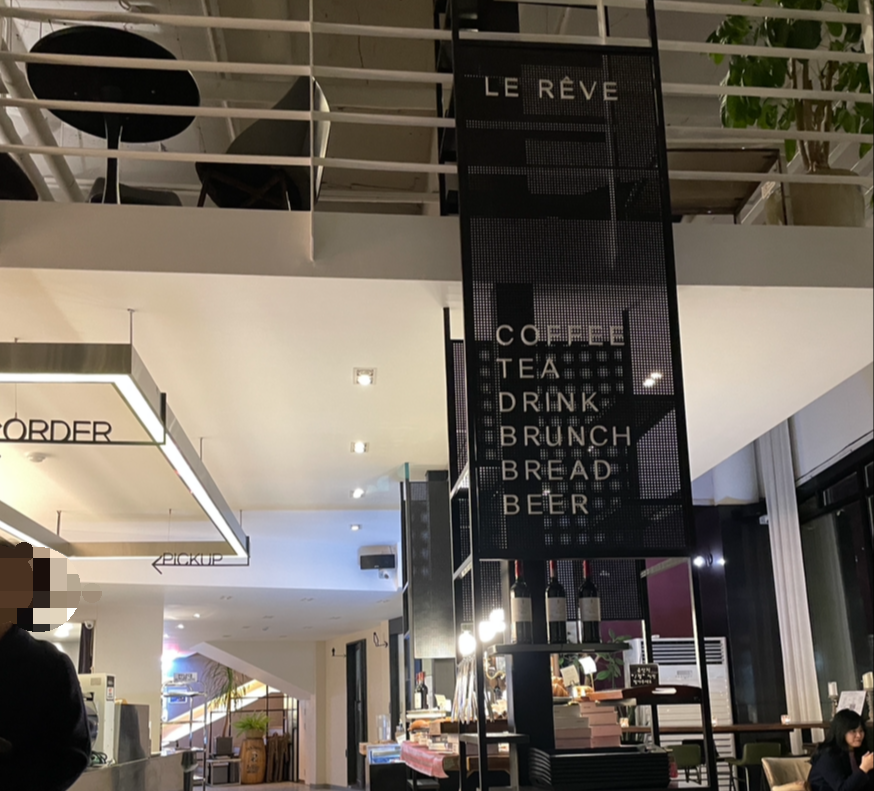 LE RÊVE
COFFEE
TEA
DRINK
BRUNCH
BREAD
BEER
ORDER
PICKUP